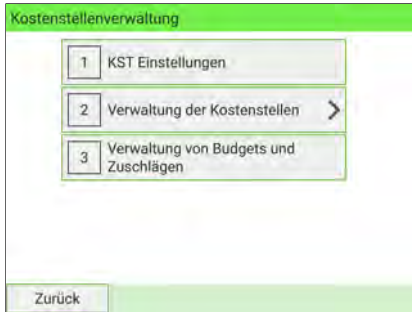 Kostenstellenverwaltung
1 KST Einstellungen
2 Verwaltung der Kostenstellen
3 Verwaltung von Budgets und
Zuschlägen
Zurück